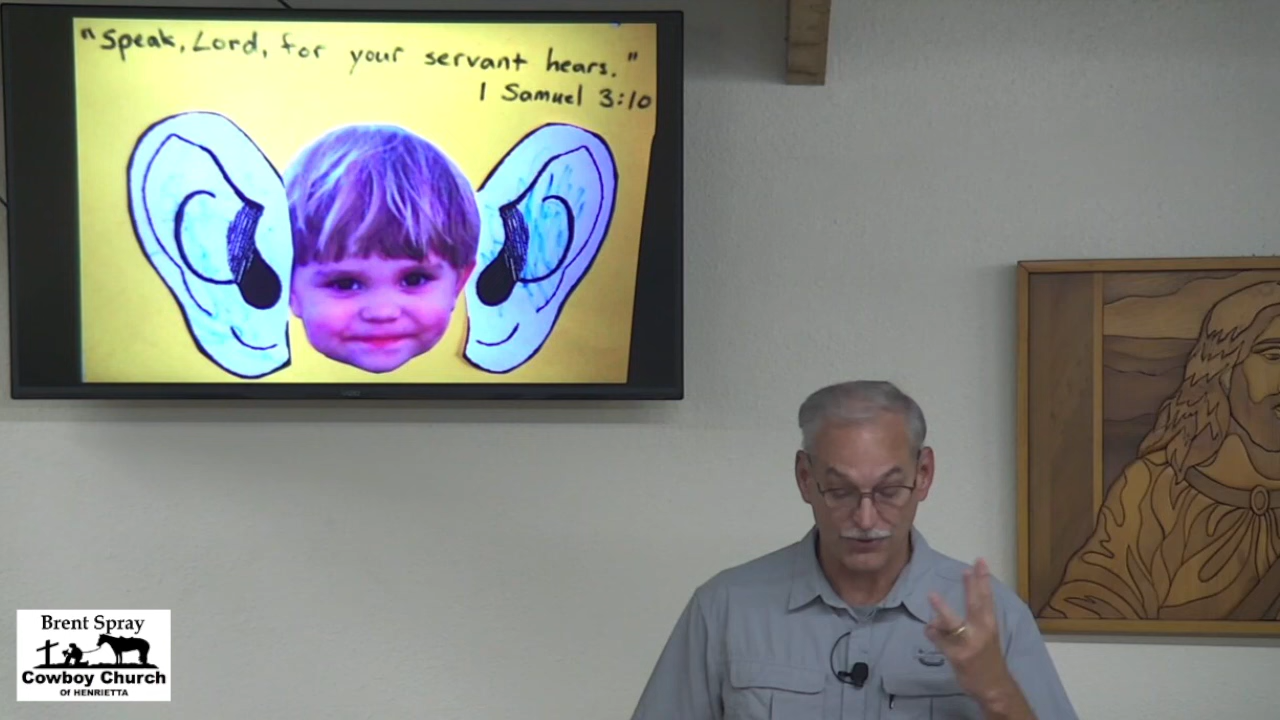 "Speak, Lord, for your servant hears."
1 Samuel 3:10
Brent Spray
Cowboy Church
OF HENRIETTA